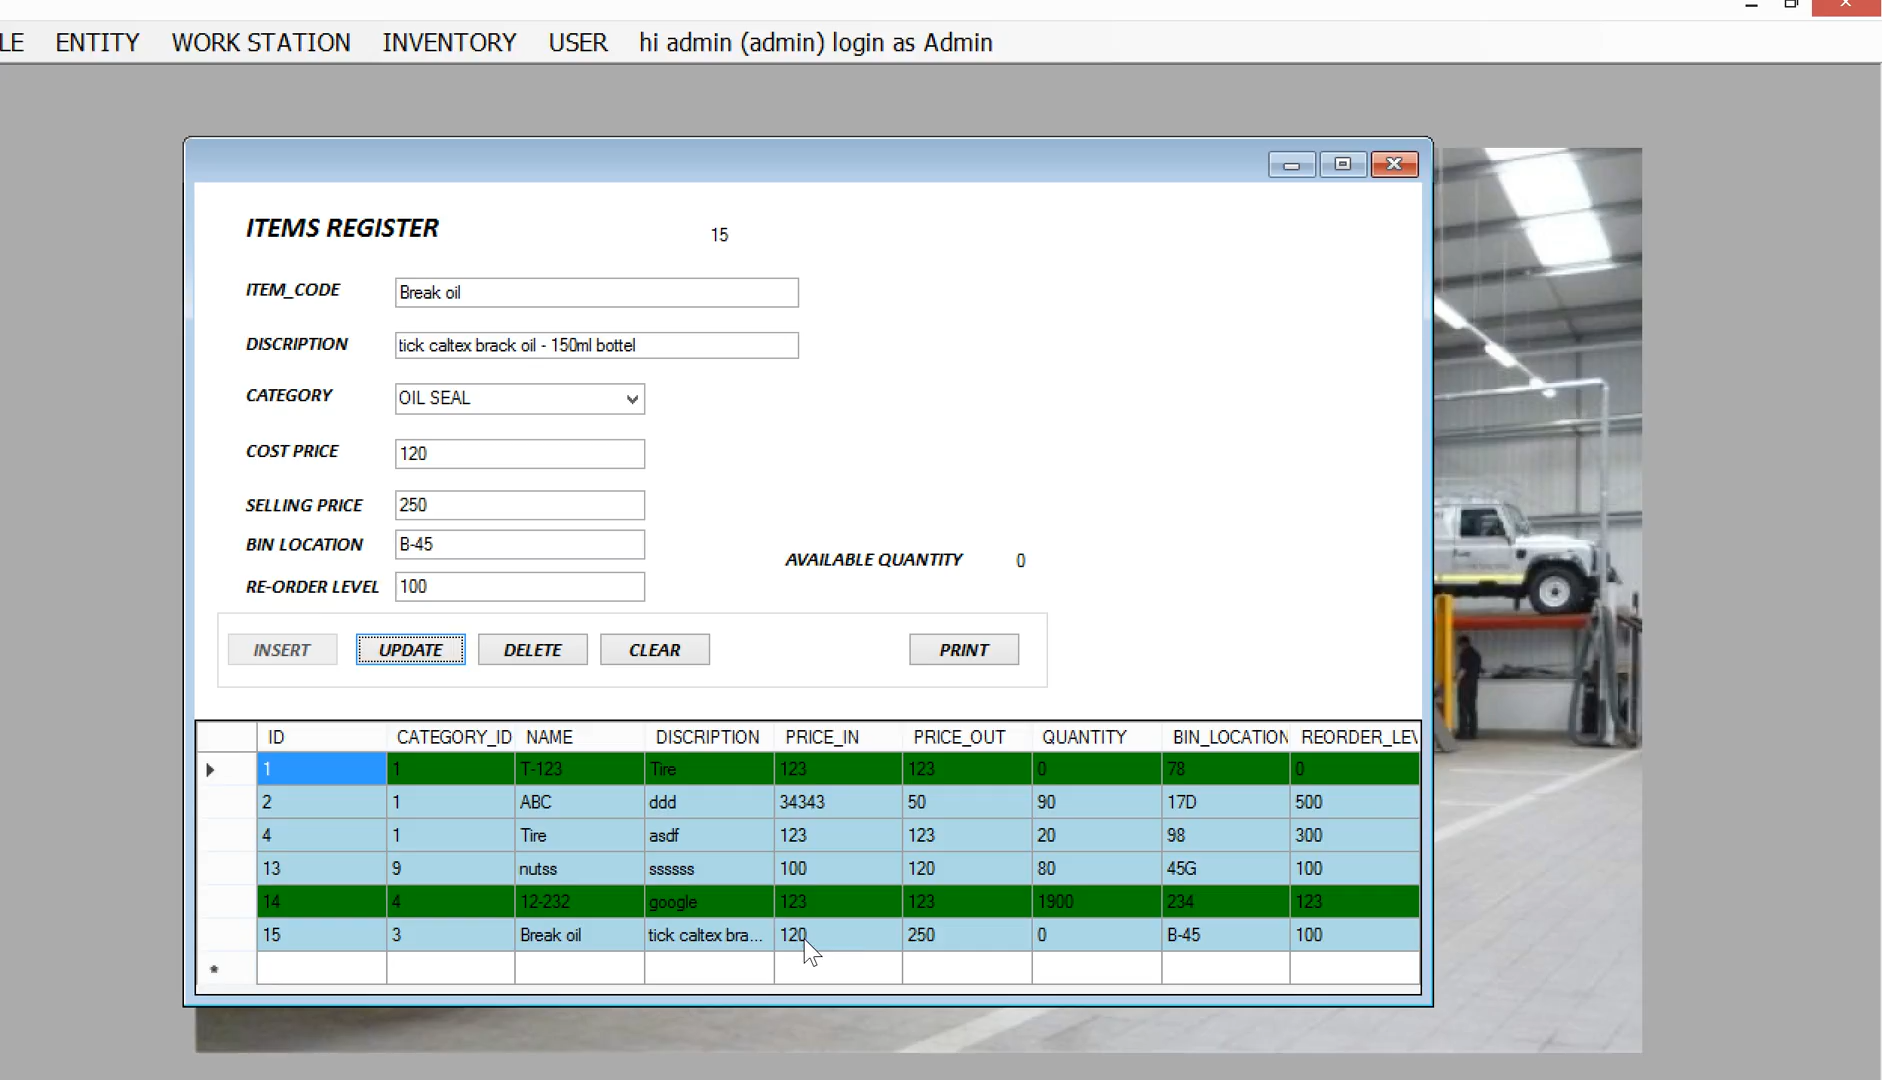 LE ENTITY WORK STATION INVENTORY USER hi admin (admin) login as Admin
ITEMS REGISTER 15
ITEM_CODE Break oil
DISCRIPTION tick caltex brack oil - 150ml bottel
CATEGORY OIL SEAL
COST PRICE 120
SELLING PRICE 250
BIN LOCATION B-45
AVAILABLE QUANTITY 0
RE-ORDER LEVEL 100
INSERT UPDATE DELETE CLEAR PRINT
ID CATEGORY_ID NAME DISCRIPTION PRICE_IN PRICE_OUT QUANTITY BIN_LOCATION REORDER_LEV
1 1 T-123 Tire 123 123 0 78 0
2 1 ABC ddd 34343 50 90 17D 500
4 1 Tire asdf 123 123 20 98 300
13 9 nutss ssssss 100 120 80 45G 100
14 4 12-232 google 123 123 1900 234 123
15 3 Break oil tick caltex bra... 120 250 0 B-45 100
*